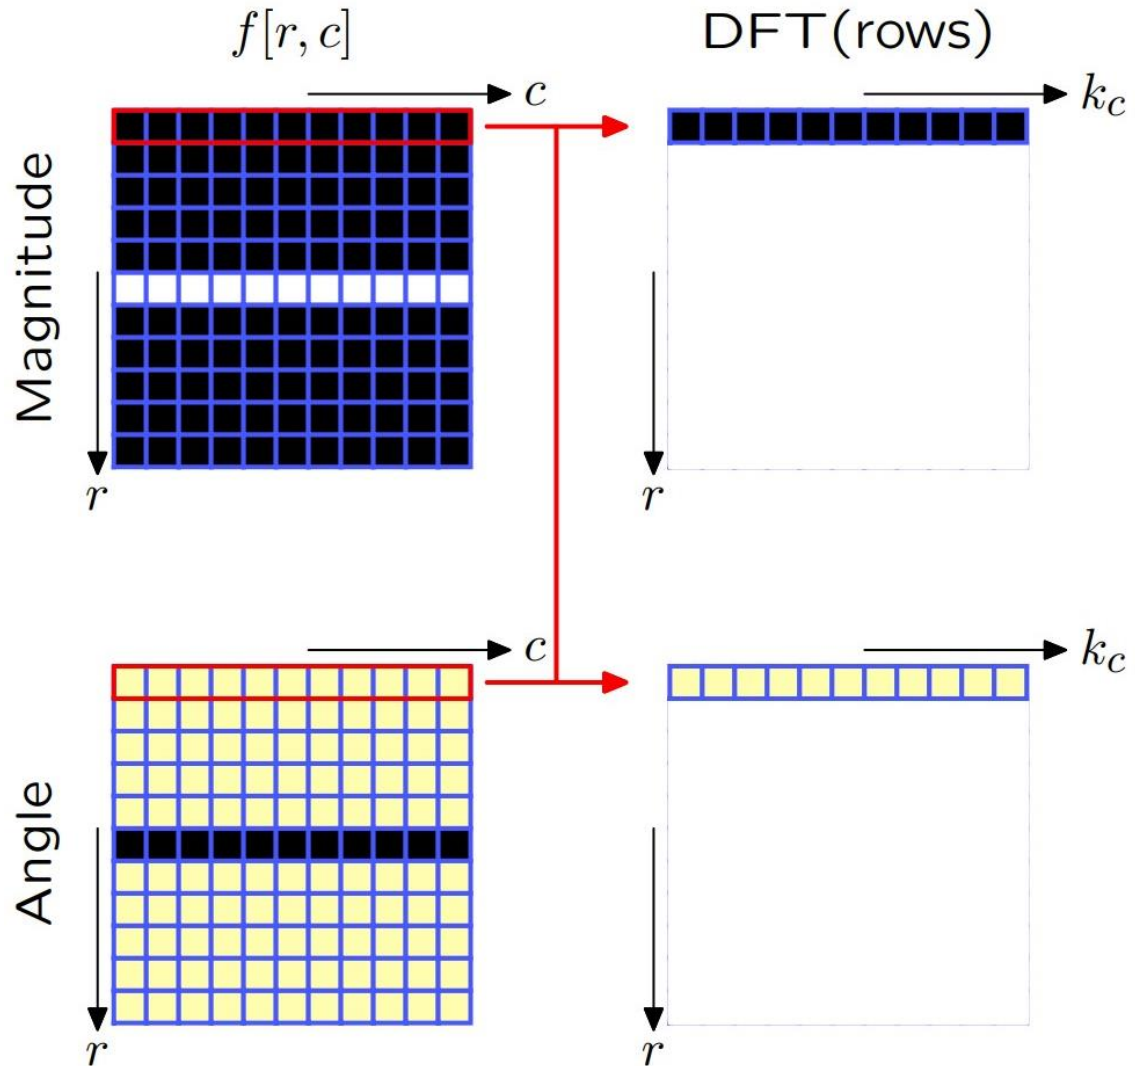 f[r, c]
DFT(rows)
c
k_c
Magnitude
r
r
c
k_c
Angle
r
r